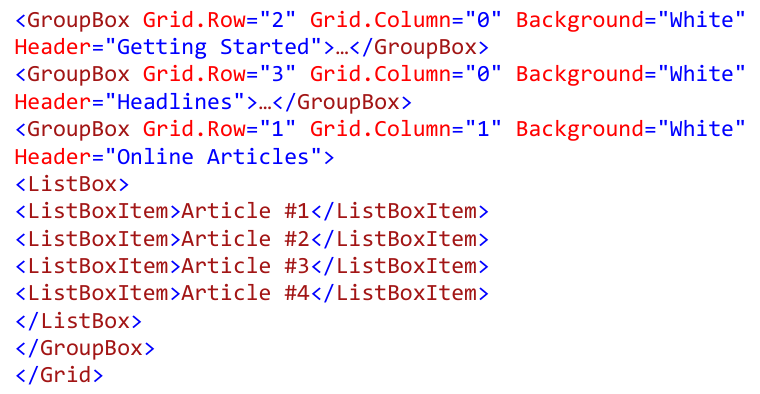 <GroupBox Grid.Row="2" Grid.Column="0" Background="White"
Header="Getting Started">…</GroupBox>
<GroupBox Grid.Row="3" Grid.Column="0" Background="White"
Header="Headlines">…</GroupBox>
<GroupBox Grid.Row="1" Grid.Column="1" Background="White"
Header="Online Articles">
<ListBox>
<ListBoxItem>Article #1</ListBoxItem>
<ListBoxItem>Article #2</ListBoxItem>
<ListBoxItem>Article #3</ListBoxItem>
<ListBoxItem>Article #4</ListBoxItem>
</ListBox>
</GroupBox>
</Grid>